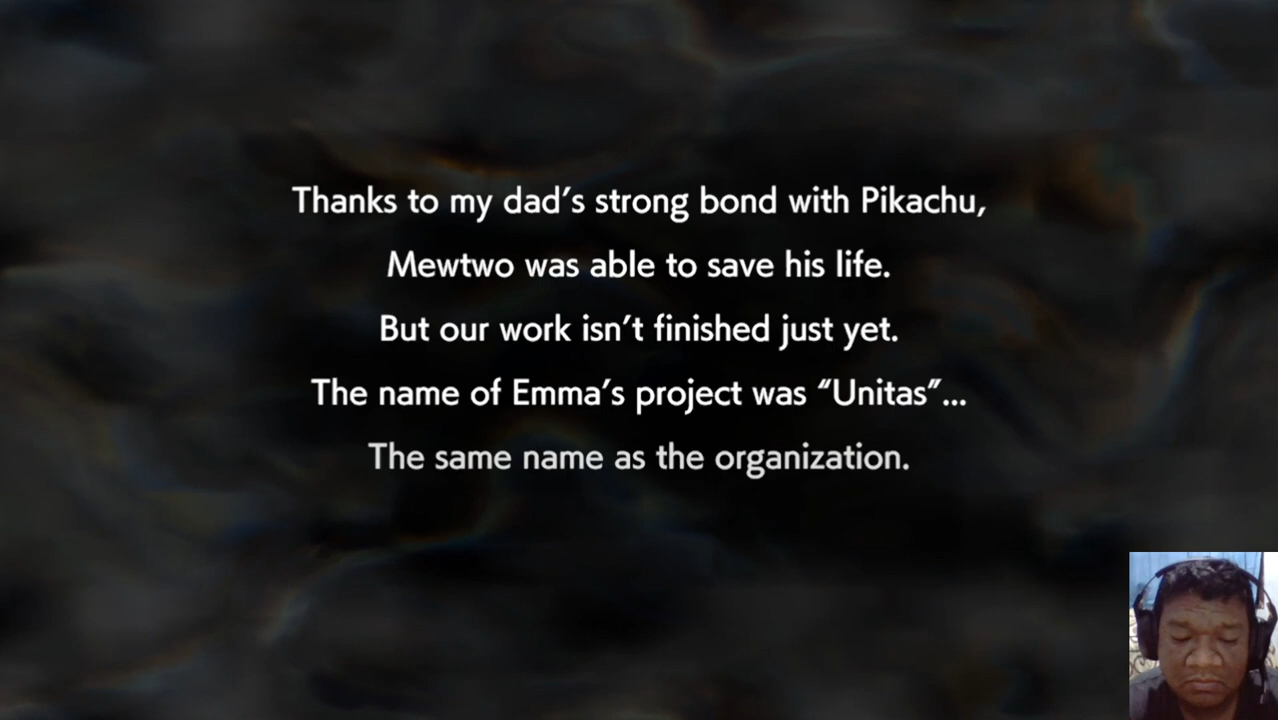 Thanks to my dad’s strong bond with Pikachu,
Mewtwo was able to save his life.
But our work isn’t finished just yet.
The name of Emma’s project was “Unitas”...
The same name as the organization.